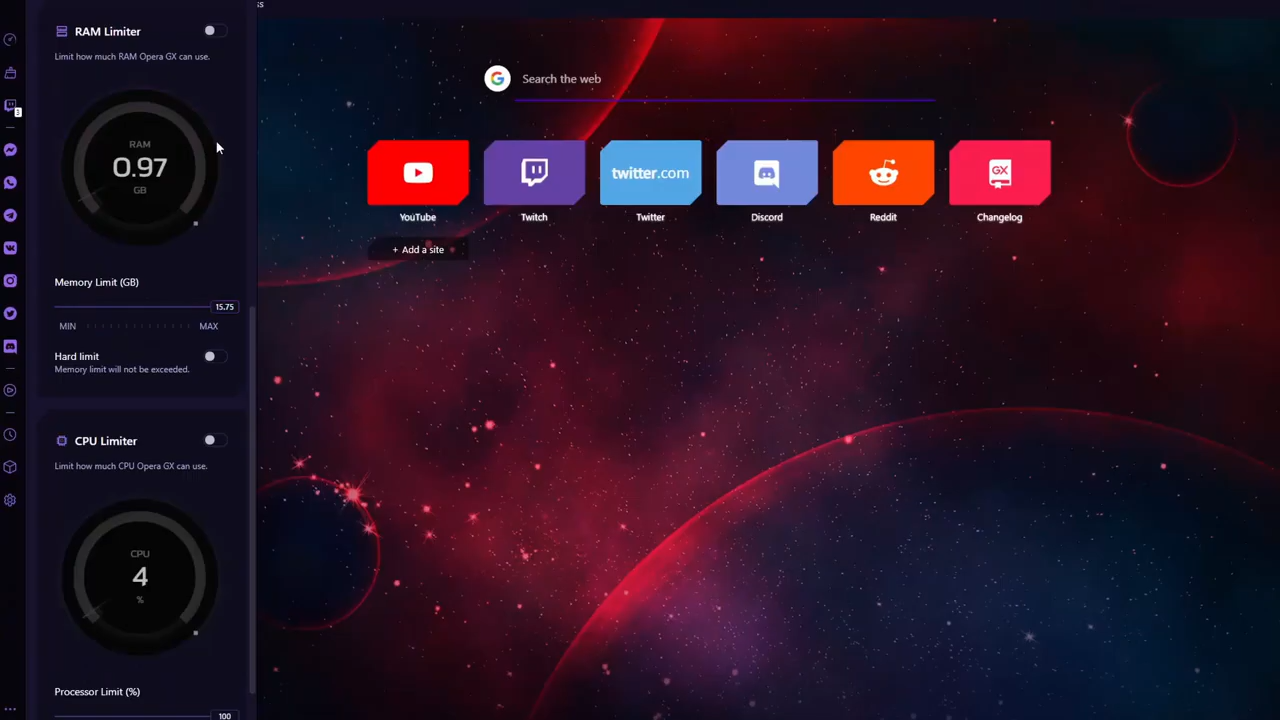 ss
RAM Limiter
Limit how much RAM Opera GX can use.
RAM
0.97
GB
Memory Limit (GB)
15.75
MIN
MAX
Hard limit
Memory limit will not be exceeded.
CPU Limiter
Limit how much CPU Opera GX can use.
CPU
4
%
Processor Limit (%)
100
3
G
Search the web
twitter.com
GX
YouTube
Twitch
Twitter
Discord
Reddit
Changelog
+ Add a site